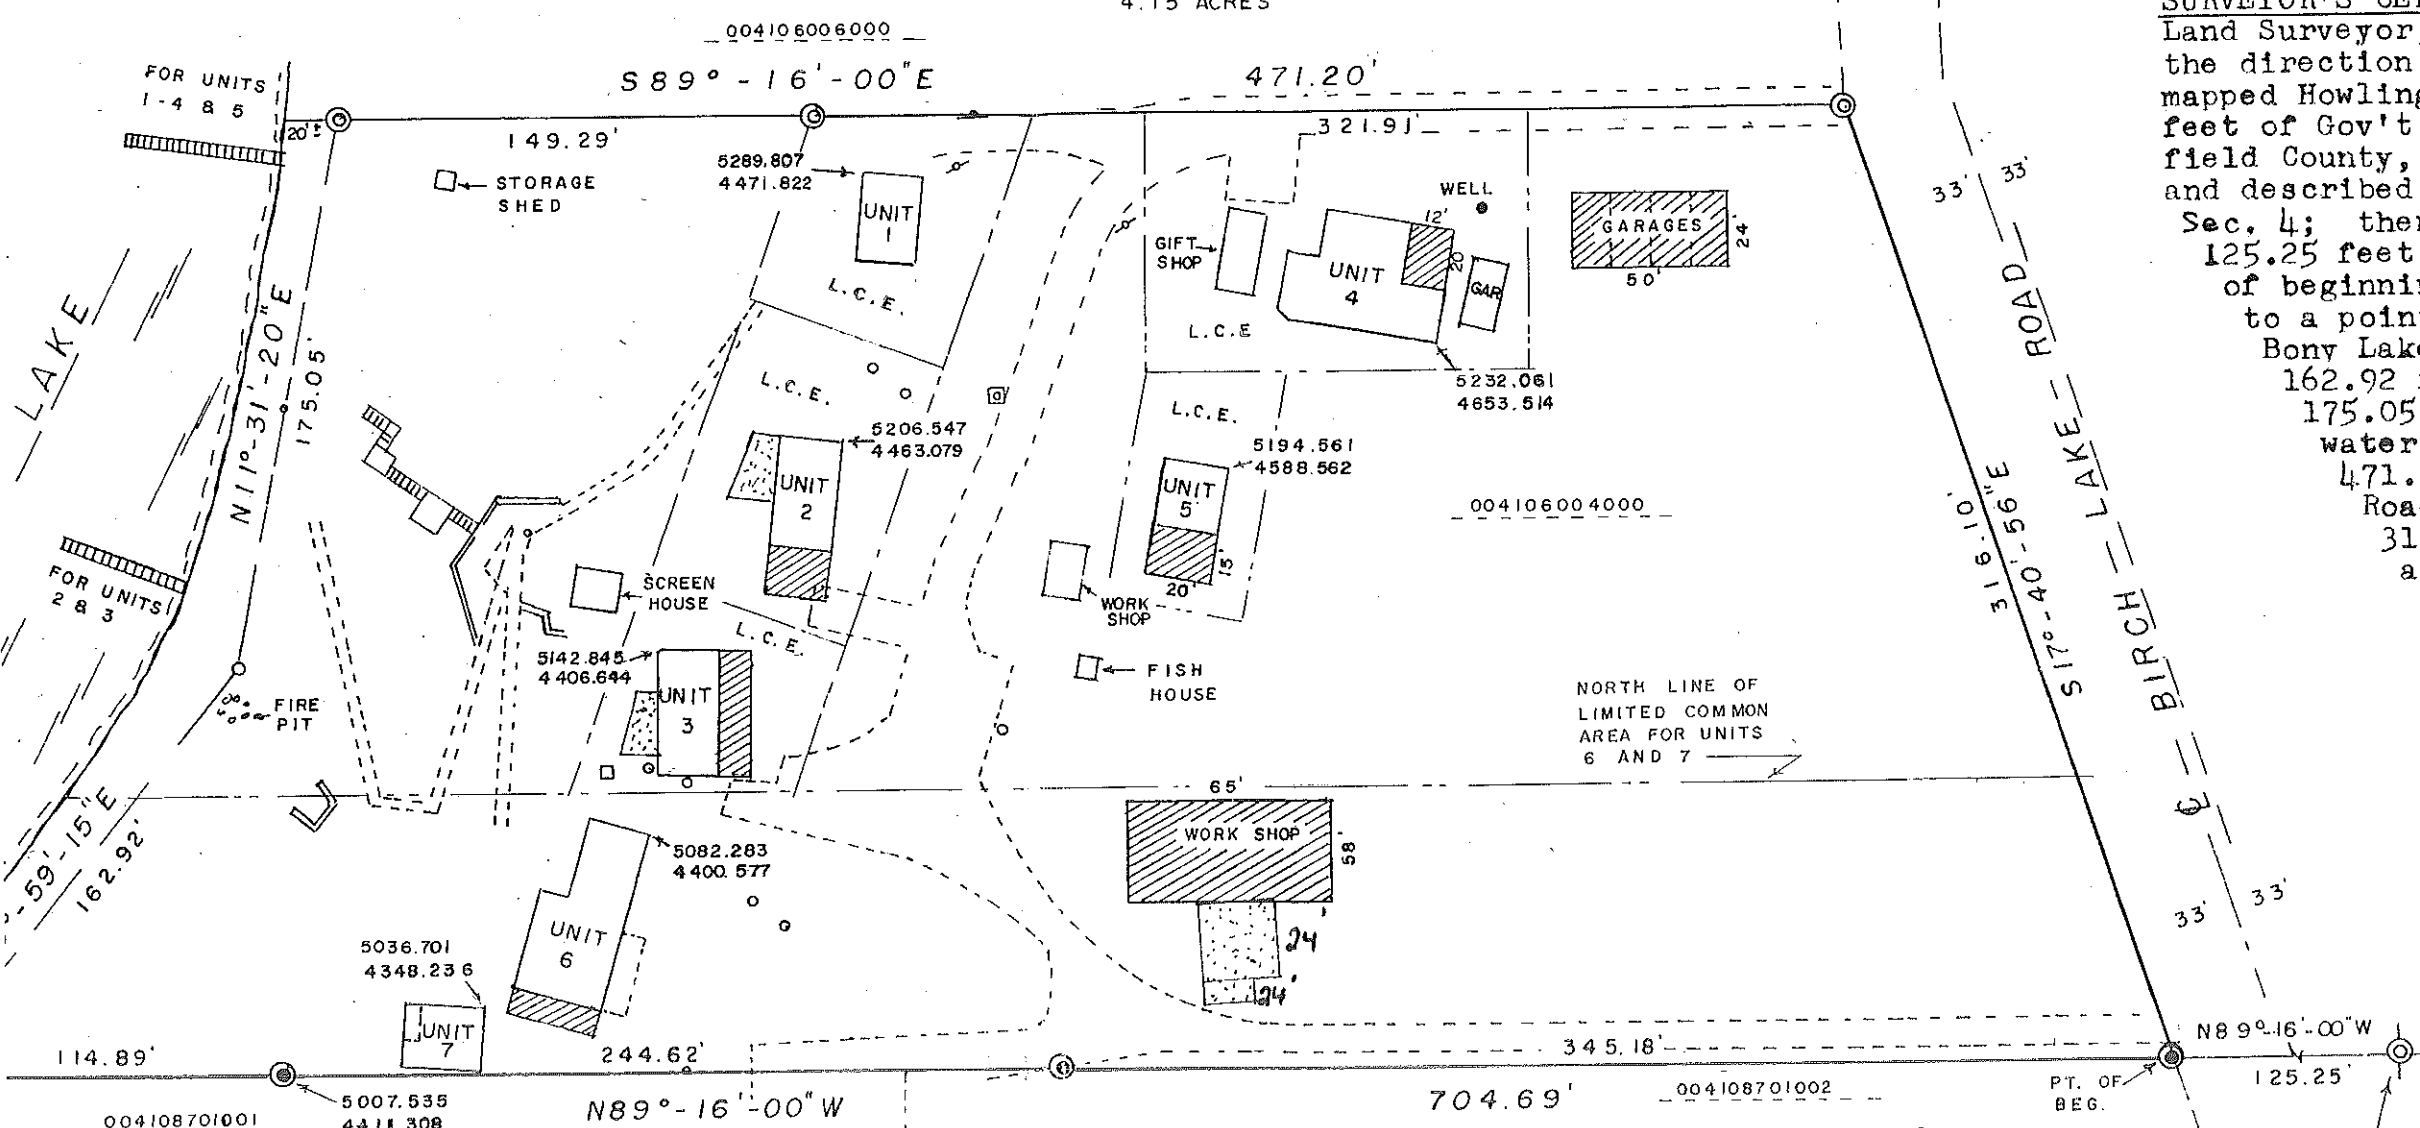 4.15 ACRES
004106006000
S 89° - 16' - 00" E
471.20'
FOR UNITS
1-4 & 5
20'±
149.29'
321.91'
STORAGE
SHED
5289.807
4471.822
UNIT
1
L.C.E.
GIFT
SHOP
UNIT
4
12'
20
WELL
GAR
GARAGES
24'
50'
L.C.E
5232.061
4653.514
33' 33'
LAKE
N 11° - 31' - 20" E
175.05'
L.C.E.
5206.547
4463.079
UNIT
2
L.C.E.
5194.561
4588.562
UNIT
5
15'
20'
004106004000
FOR UNITS
2 & 3
SCREEN
HOUSE
WORK
SHOP
L.C.E.
5142.845
4406.644
UNIT
3
FISH
HOUSE
FIRE
PIT
NORTH LINE OF
LIMITED COMMON
AREA FOR UNITS
6 AND 7
316.10'
S 17° - 40' - 56" E
BIRCH LAKE ROAD
℄
65'
WORK SHOP
58'
24
24'
-59'-15" E
162.92'
5082.283
4400.577
UNIT
6
5036.701
4348.236
UNIT
7
33' 33'
114.89'
244.62'
345.18'
N 89° - 16' - 00" W
125.25'
PT. OF
BEG.
5007.535
004108701001
N 89° - 16' - 00" W
704.69'
004108701002
SURVEYOR'S
Land Surveyor,
the direction
mapped Howling
feet of Gov't
field County,
and described
Sec. 4; ther
125.25 feet
of beginnin
to a poin
Bony Lak
162.92
175.05
water
471.
Roa
31
a